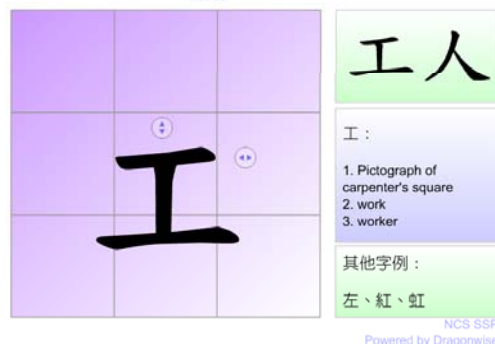 工
工人
工：
1. Pictograph of
carpenter's square
2. work
3. worker
其他字例：
左、紅、虹
NCS SSP
Powered by Dragonwise